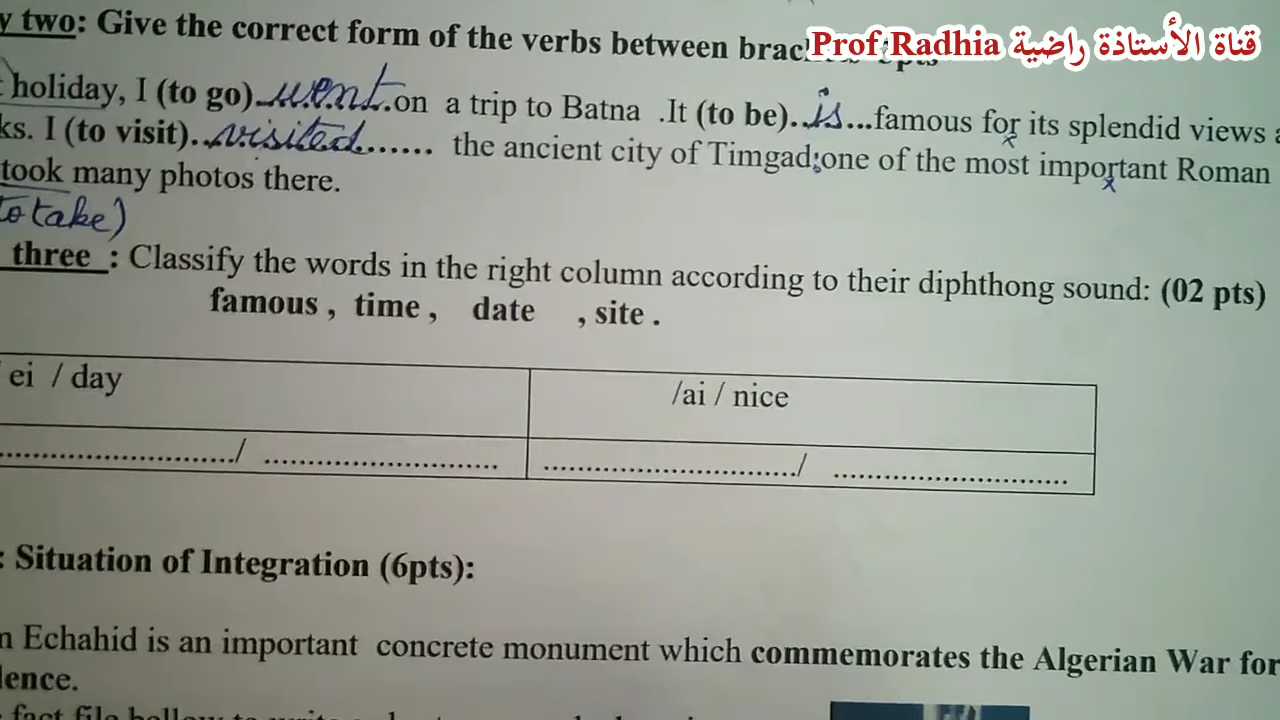 Prof Radhia قناة الأستاذة راضية
two: Give the correct form of the verbs between
holiday, I (to go)..went..on a trip to Batna .It (to be)..is...famous for its splendid views
I (to visit)..visited...... the ancient city of Timgad;one of the most important Roman
took many photos there.
to take)
three : Classify the words in the right column according to their diphthong sound: (02 pts)
famous , time , date , site .
ei / day /ai / nice
........................../ .......................... ............................/ ..........................
: Situation of Integration (6pts):
Echahid is an important concrete monument which commemorates the Algerian War for